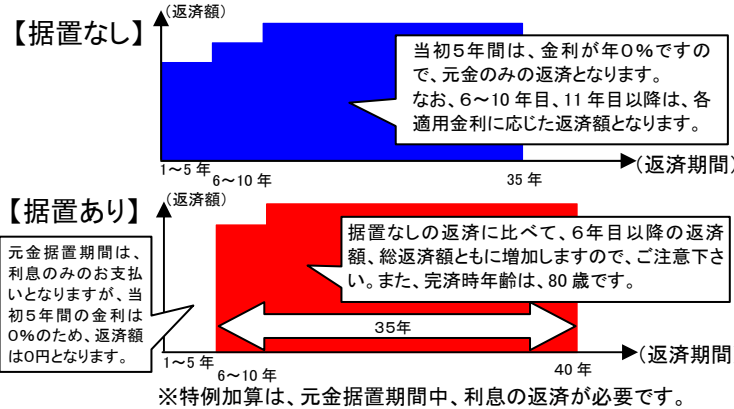 (返済額)
【据置なし】
当初5年間は、金利が年0%ですの
で、元金のみの返済となります。
なお、6~10年目、11年目以降は、各
適用金利に応じた返済額となります。
1~5年
6~10年
35年
(返済期間)
(返済額)
【据置あり】
元金据置期間は、
利息のみのお支払
いとなりますが、当
初5年間の金利は
0%のため、返済額
は0円となります。
据置なしの返済に比べて、6年目以降の返済
額、総返済額ともに増加しますので、ご注意下さ
い。また、完済時年齢は、80歳です。
35年
1~5年
6~10年
40年
(返済期間
※特例加算は、元金据置期間中、利息の返済が必要です。